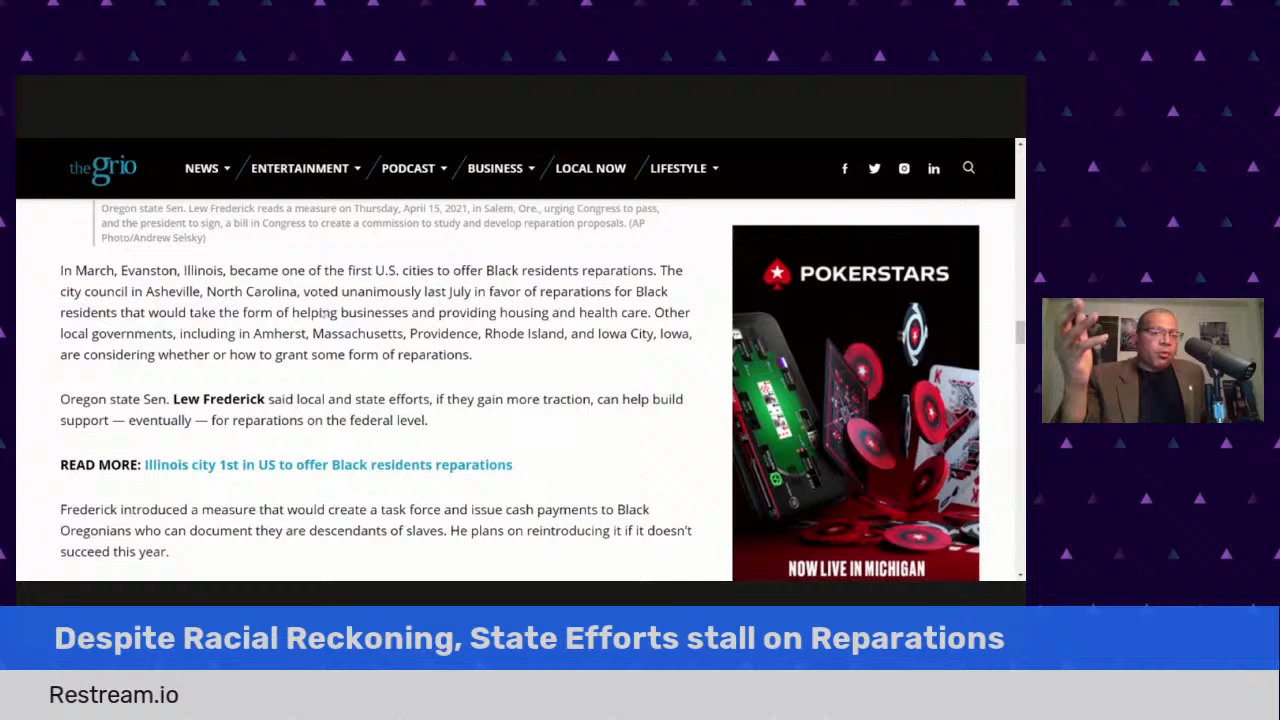 the grio
NEWS
ENTERTAINMENT
PODCAST
BUSINESS
LOCAL NOW
LIFESTYLE
Oregon state Sen. Lew Frederick reads a measure on Thursday, April 15, 2021, in Salem, Ore., urging Congress to pass,
and the president to sign, a bill in Congress to create a commission to study and develop reparation proposals. (AP
Photo/Andrew Selsky)
In March, Evanston, Illinois, became one of the first U.S. cities to offer Black residents reparations. The
city council in Asheville, North Carolina, voted unanimously last July in favor of reparations for Black
residents that would take the form of helping businesses and providing housing and health care. Other
local governments, including in Amherst, Massachusetts, Providence, Rhode Island, and Iowa City, Iowa,
are considering whether or how to grant some form of reparations.
Oregon state Sen. Lew Frederick said local and state efforts, if they gain more traction, can help build
support — eventually — for reparations on the federal level.
READ MORE: Illinois city 1st in US to offer Black residents reparations
Frederick introduced a measure that would create a task force and issue cash payments to Black
Oregonians who can document they are descendants of slaves. He plans on reintroducing it if it doesn't
succeed this year.
POKERSTARS
NOW LIVE IN MICHIGAN
Despite Racial Reckoning, State Efforts stall on Reparations
Restream.io